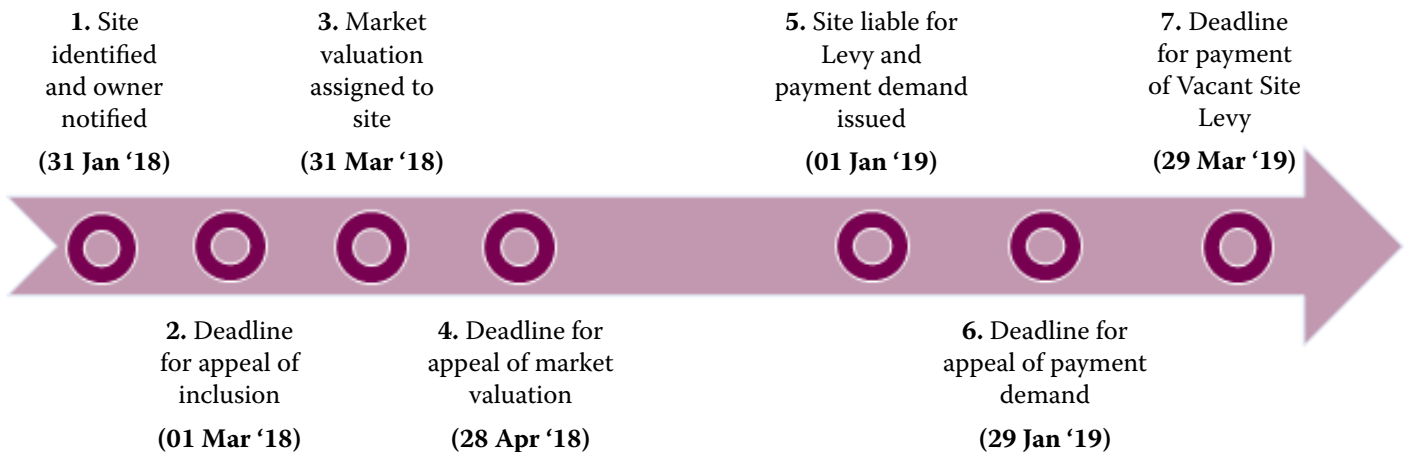 1. Site
identified
and owner
notified
(31 Jan ‘18)
3. Market
valuation
assigned to
site
(31 Mar ‘18)
5. Site liable for
Levy and
payment demand
issued
(01 Jan ‘19)
7. Deadline
for payment
of Vacant Site
Levy
(29 Mar ‘19)
2. Deadline
for appeal of
inclusion
(01 Mar ‘18)
4. Deadline for
appeal of market
valuation
(28 Apr ‘18)
6. Deadline for
appeal of payment
demand
(29 Jan ‘19)